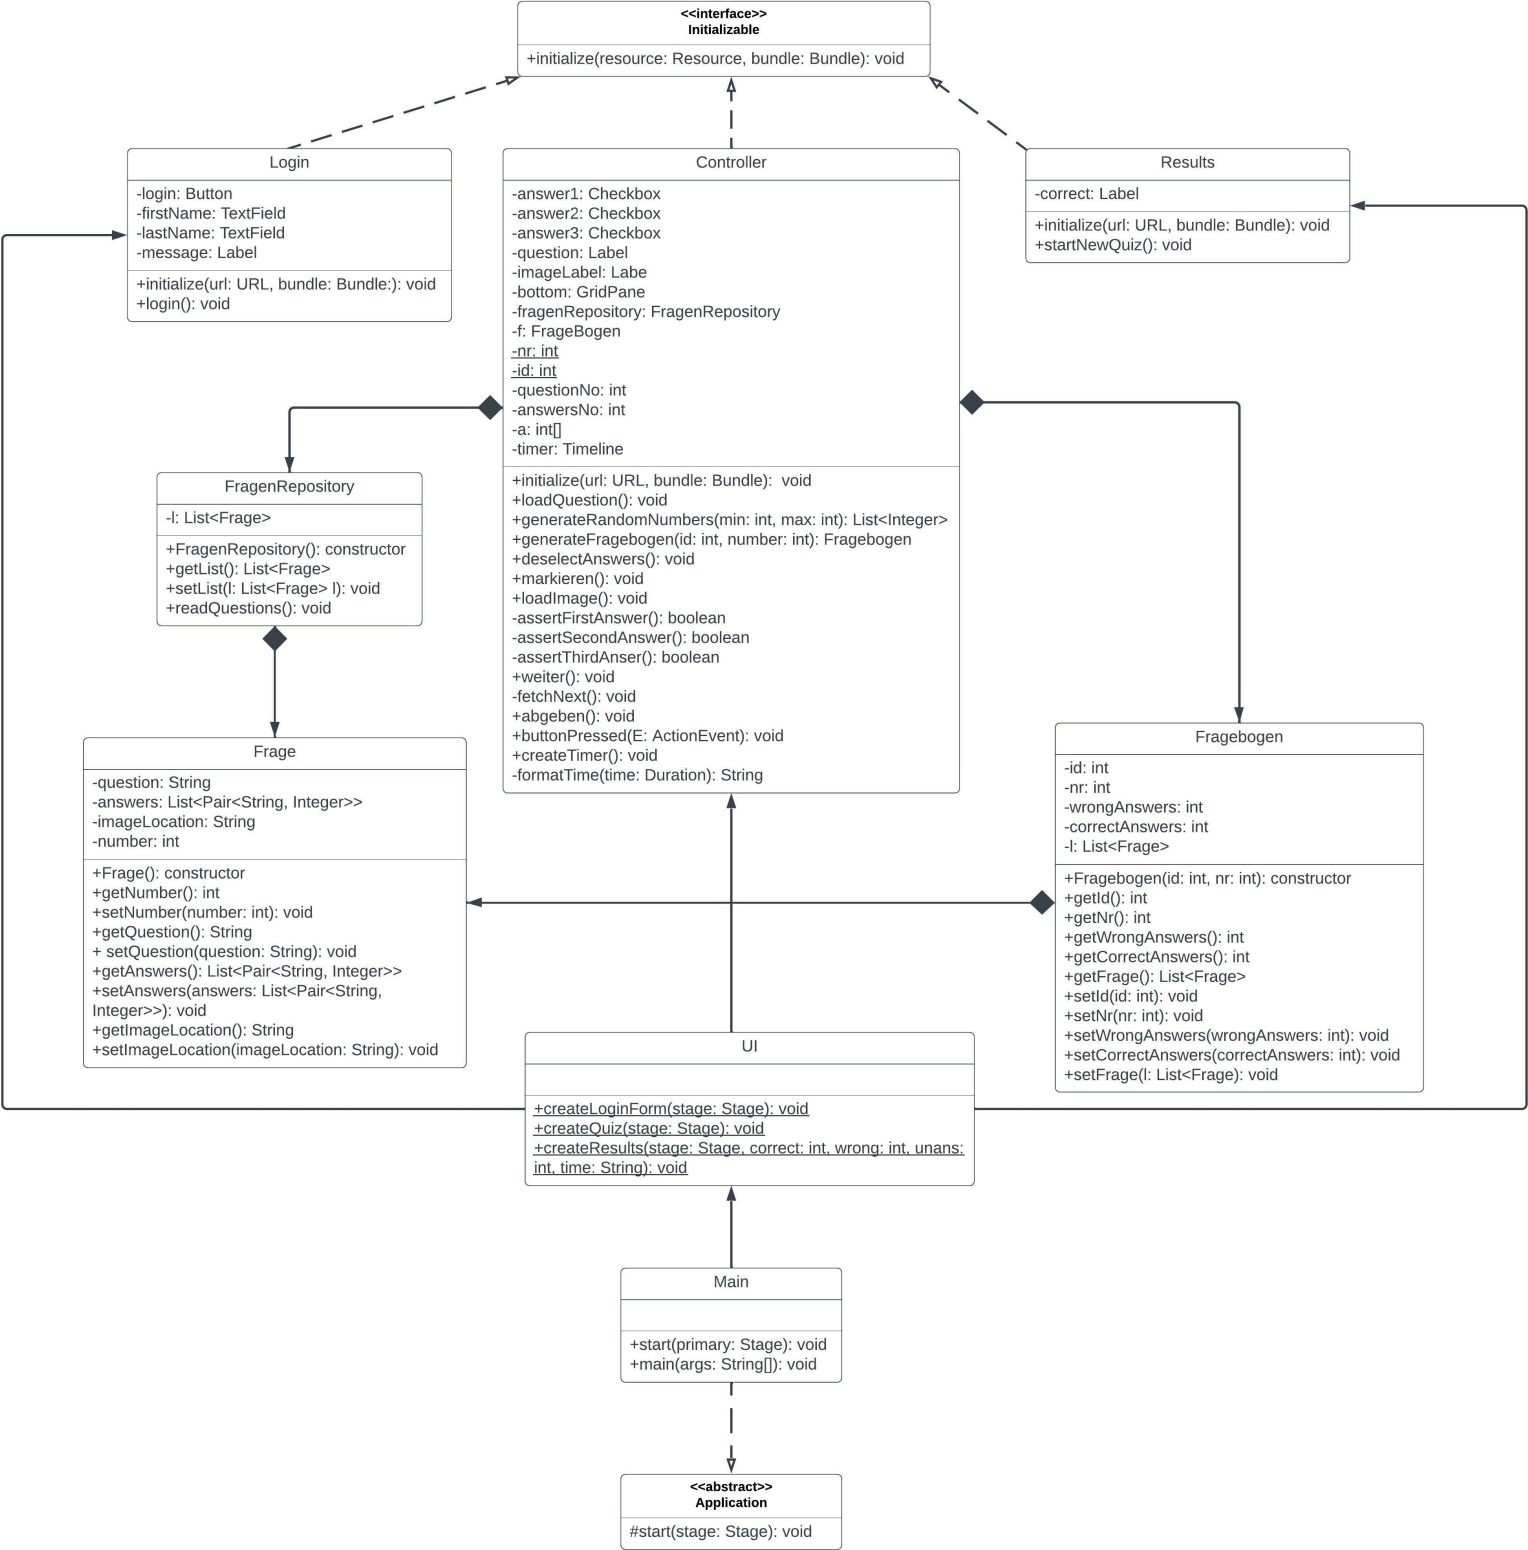 <<interface>>
Initializable
+initialize(resource: Resource, bundle: Bundle): void
Login
-login: Button
-firstName: TextField
-lastName: TextField
-message: Label
+initialize(url: URL, bundle: Bundle:): void
+login(): void
Controller
-answer1: Checkbox
-answer2: Checkbox
-answer3: Checkbox
-question: Label
-imageLabel: Labe
-bottom: GridPane
-fragenRepository: FragenRepository
-f: FrageBogen
-nr: int
-id: int
-questionNo: int
-answersNo: int
-a: int[]
-timer: Timeline
+initialize(url: URL, bundle: Bundle):  void
+loadQuestion(): void
+generateRandomNumbers(min: int, max: int): List<Integer>
+generateFragebogen(id: int, number: int): Fragebogen
+deselectAnswers(): void
+markieren(): void
+loadImage(): void
-assertFirstAnswer(): boolean
-assertSecondAnswer(): boolean
-assertThirdAnser(): boolean
+weiter(): void
-fetchNext(): void
+abgeben(): void
+buttonPressed(E: ActionEvent): void
+createTimer(): void
-formatTime(time: Duration): String
Results
-correct: Label
+initialize(url: URL, bundle: Bundle): void
+startNewQuiz(): void
FragenRepository
-l: List<Frage>
+FragenRepository(): constructor
+getList(): List<Frage>
+setList(l: List<Frage> l): void
+readQuestions(): void
Frage
-question: String
-answers: List<Pair<String, Integer>>
-imageLocation: String
-number: int
+Frage(): constructor
+getNumber(): int
+setNumber(number: int): void
+getQuestion(): String
+ setQuestion(question: String): void
+getAnswers(): List<Pair<String, Integer>>
+setAnswers(answers: List<Pair<String,
Integer>>): void
+getImageLocation(): String
+setImageLocation(imageLocation: String): void
Fragebogen
-id: int
-nr: int
-wrongAnswers: int
-correctAnswers: int
-l: List<Frage>
+Fragebogen(id: int, nr: int): constructor
+getId(): int
+getNr(): int
+getWrongAnswers(): int
+getCorrectAnswers(): int
+getFrage(): List<Frage>
+setId(id: int): void
+setNr(nr: int): void
+setWrongAnswers(wrongAnswers: int): void
+setCorrectAnswers(correctAnswers: int): void
+setFrage(l: List<Frage): void
UI
+createLoginForm(stage: Stage): void
+createQuiz(stage: Stage): void
+createResults(stage: Stage, correct: int, wrong: int, unans:
int, time: String): void
Main
+start(primary: Stage): void
+main(args: String[]): void
<<abstract>>
Application
#start(stage: Stage): void